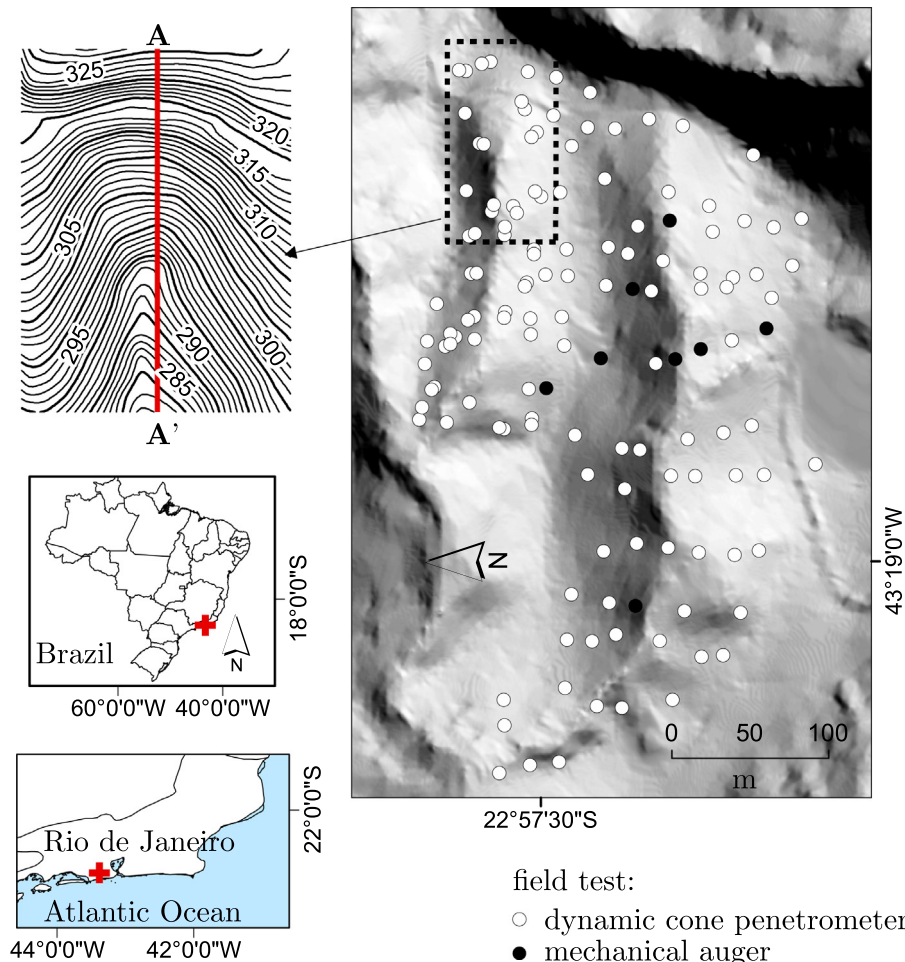 A
325
320
315
310
305
300
295
290
285
A'
N
43°19'0"W
0 50 100
m
22°57'30"S
Brazil
N
18°0'0"S
60°0'0"W 40°0'0"W
22°0'0"S
Rio de Janeiro
Atlantic Ocean
44°0'0"W 42°0'0"W
field test:
dynamic cone penetrometer
mechanical auger